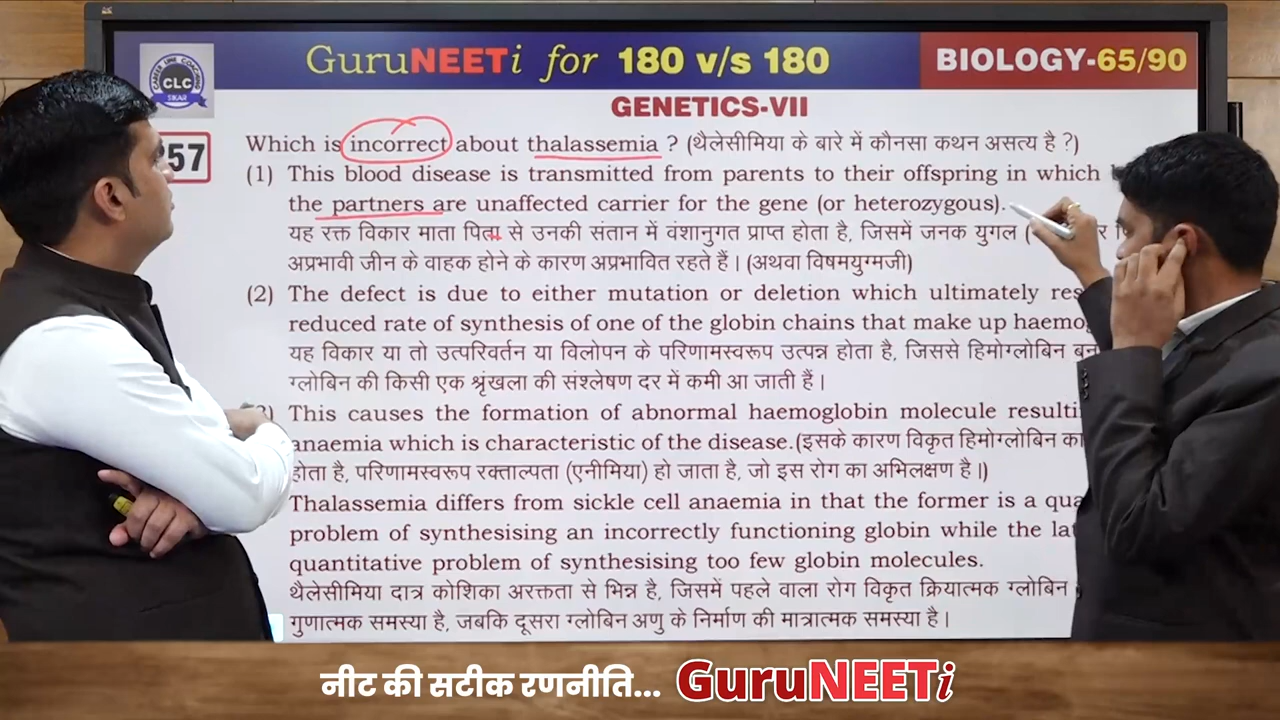 GuruNEETi for 180 v/s 180
BIOLOGY-65/90
CAREER LINE COACHING
CLC
SIKAR
GENETICS-VII
57
Which is incorrect about thalassemia ? (थैलेसीमिया के बारे में कौनसा कथन असत्य है ?)
(1) This blood disease is transmitted from parents to their offspring in which
the partners are unaffected carrier for the gene (or heterozygous).
यह रक्त विकार माता पिता से उनकी संतान में वंशानुगत प्राप्त होता है, जिसमें जनक युगल
अप्रभावी जीन के वाहक होने के कारण अप्रभावित रहते हैं। (अथवा विषमयुग्मजी)
(2) The defect is due to either mutation or deletion which ultimately
reduced rate of synthesis of one of the globin chains that make up
यह विकार या तो उत्परिवर्तन या विलोपन के परिणामस्वरूप उत्पन्न होता है, जिससे हिमोग्लोबिन
ग्लोबिन की किसी एक श्रृंखला की संश्लेषण दर में कमी आ जाती हैं।
This causes the formation of abnormal haemoglobin molecule
anaemia which is characteristic of the disease.(इसके कारण विकृत हिमोग्लोबिन का
होता है, परिणामस्वरूप रक्ताल्पता (एनीमिया) हो जाता है, जो इस रोग का अभिलक्षण है।)
Thalassemia differs from sickle cell anaemia in that the former is a
problem of synthesising an incorrectly functioning globin while the
quantitative problem of synthesising too few globin molecules.
थैलेसीमिया दात्र कोशिका अरक्तता से भिन्न है, जिसमें पहले वाला रोग विकृत क्रियात्मक ग्लोबिन
गुणात्मक समस्या है, जबकि दूसरा ग्लोबिन अणु के निर्माण की मात्रात्मक समस्या है।
नीट की सटीक रणनीति... GuruNEETi